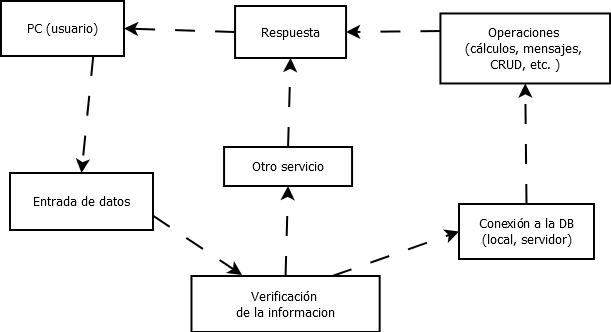 PC (usuario)
Respuesta
Operaciones
(cálculos, mensajes,
CRUD, etc. )
Otro servicio
Entrada de datos
Conexión a la DB
(local, servidor)
Verificación
de la informacion